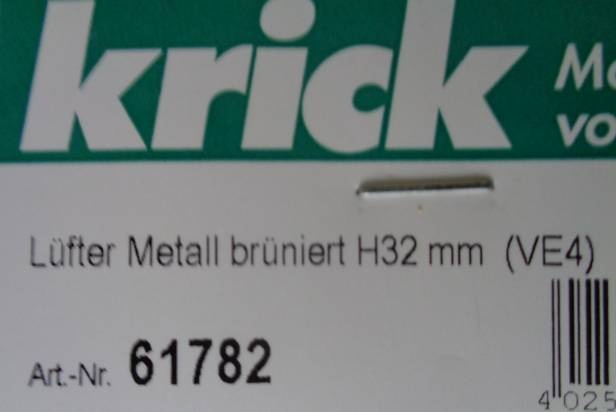 krick
Lüfter Metall brüniert H32 mm (VE4)
Art.-Nr. 61782
4 025